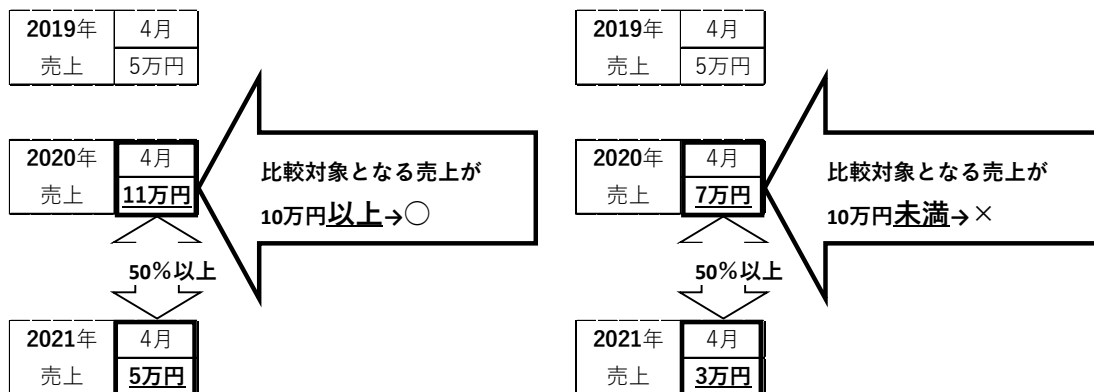 2019年 4月
売上 5万円
2020年 4月
売上 11万円
比較対象となる売上が
10万円以上→○
50%以上
2021年 4月
売上 5万円
2019年 4月
売上 5万円
2020年 4月
売上 7万円
比較対象となる売上が
10万円未満→×
50%以上
2021年 4月
売上 3万円